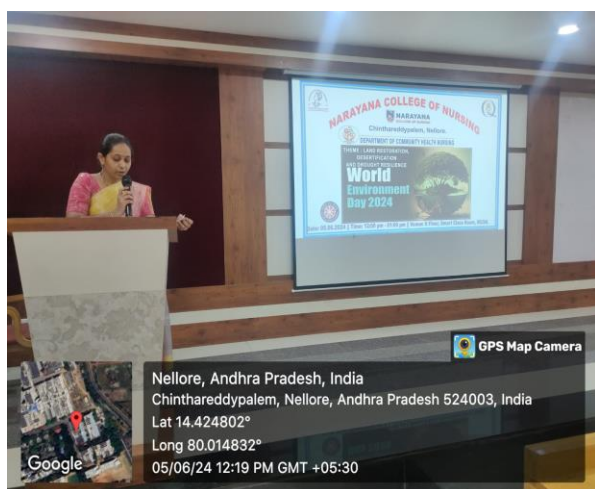 NARAYANA COLLEGE OF NURSING
NARAYANA
Chinthareddypalem, Nellore
DEPARTMENT OF COMMUNITY HEALTH NURSING
THEME : LAND RESTORATION,
DESERTIFICATION
AND DROUGHT RESILIENCE
World
Environment
Day 2024
GPS Map Camera
Nellore, Andhra Pradesh, India
Chinthareddypalem, Nellore, Andhra Pradesh 524003, India
Lat 14.424802°
Long 80.014832°
05/06/24 12:19 PM GMT +05:30
Google